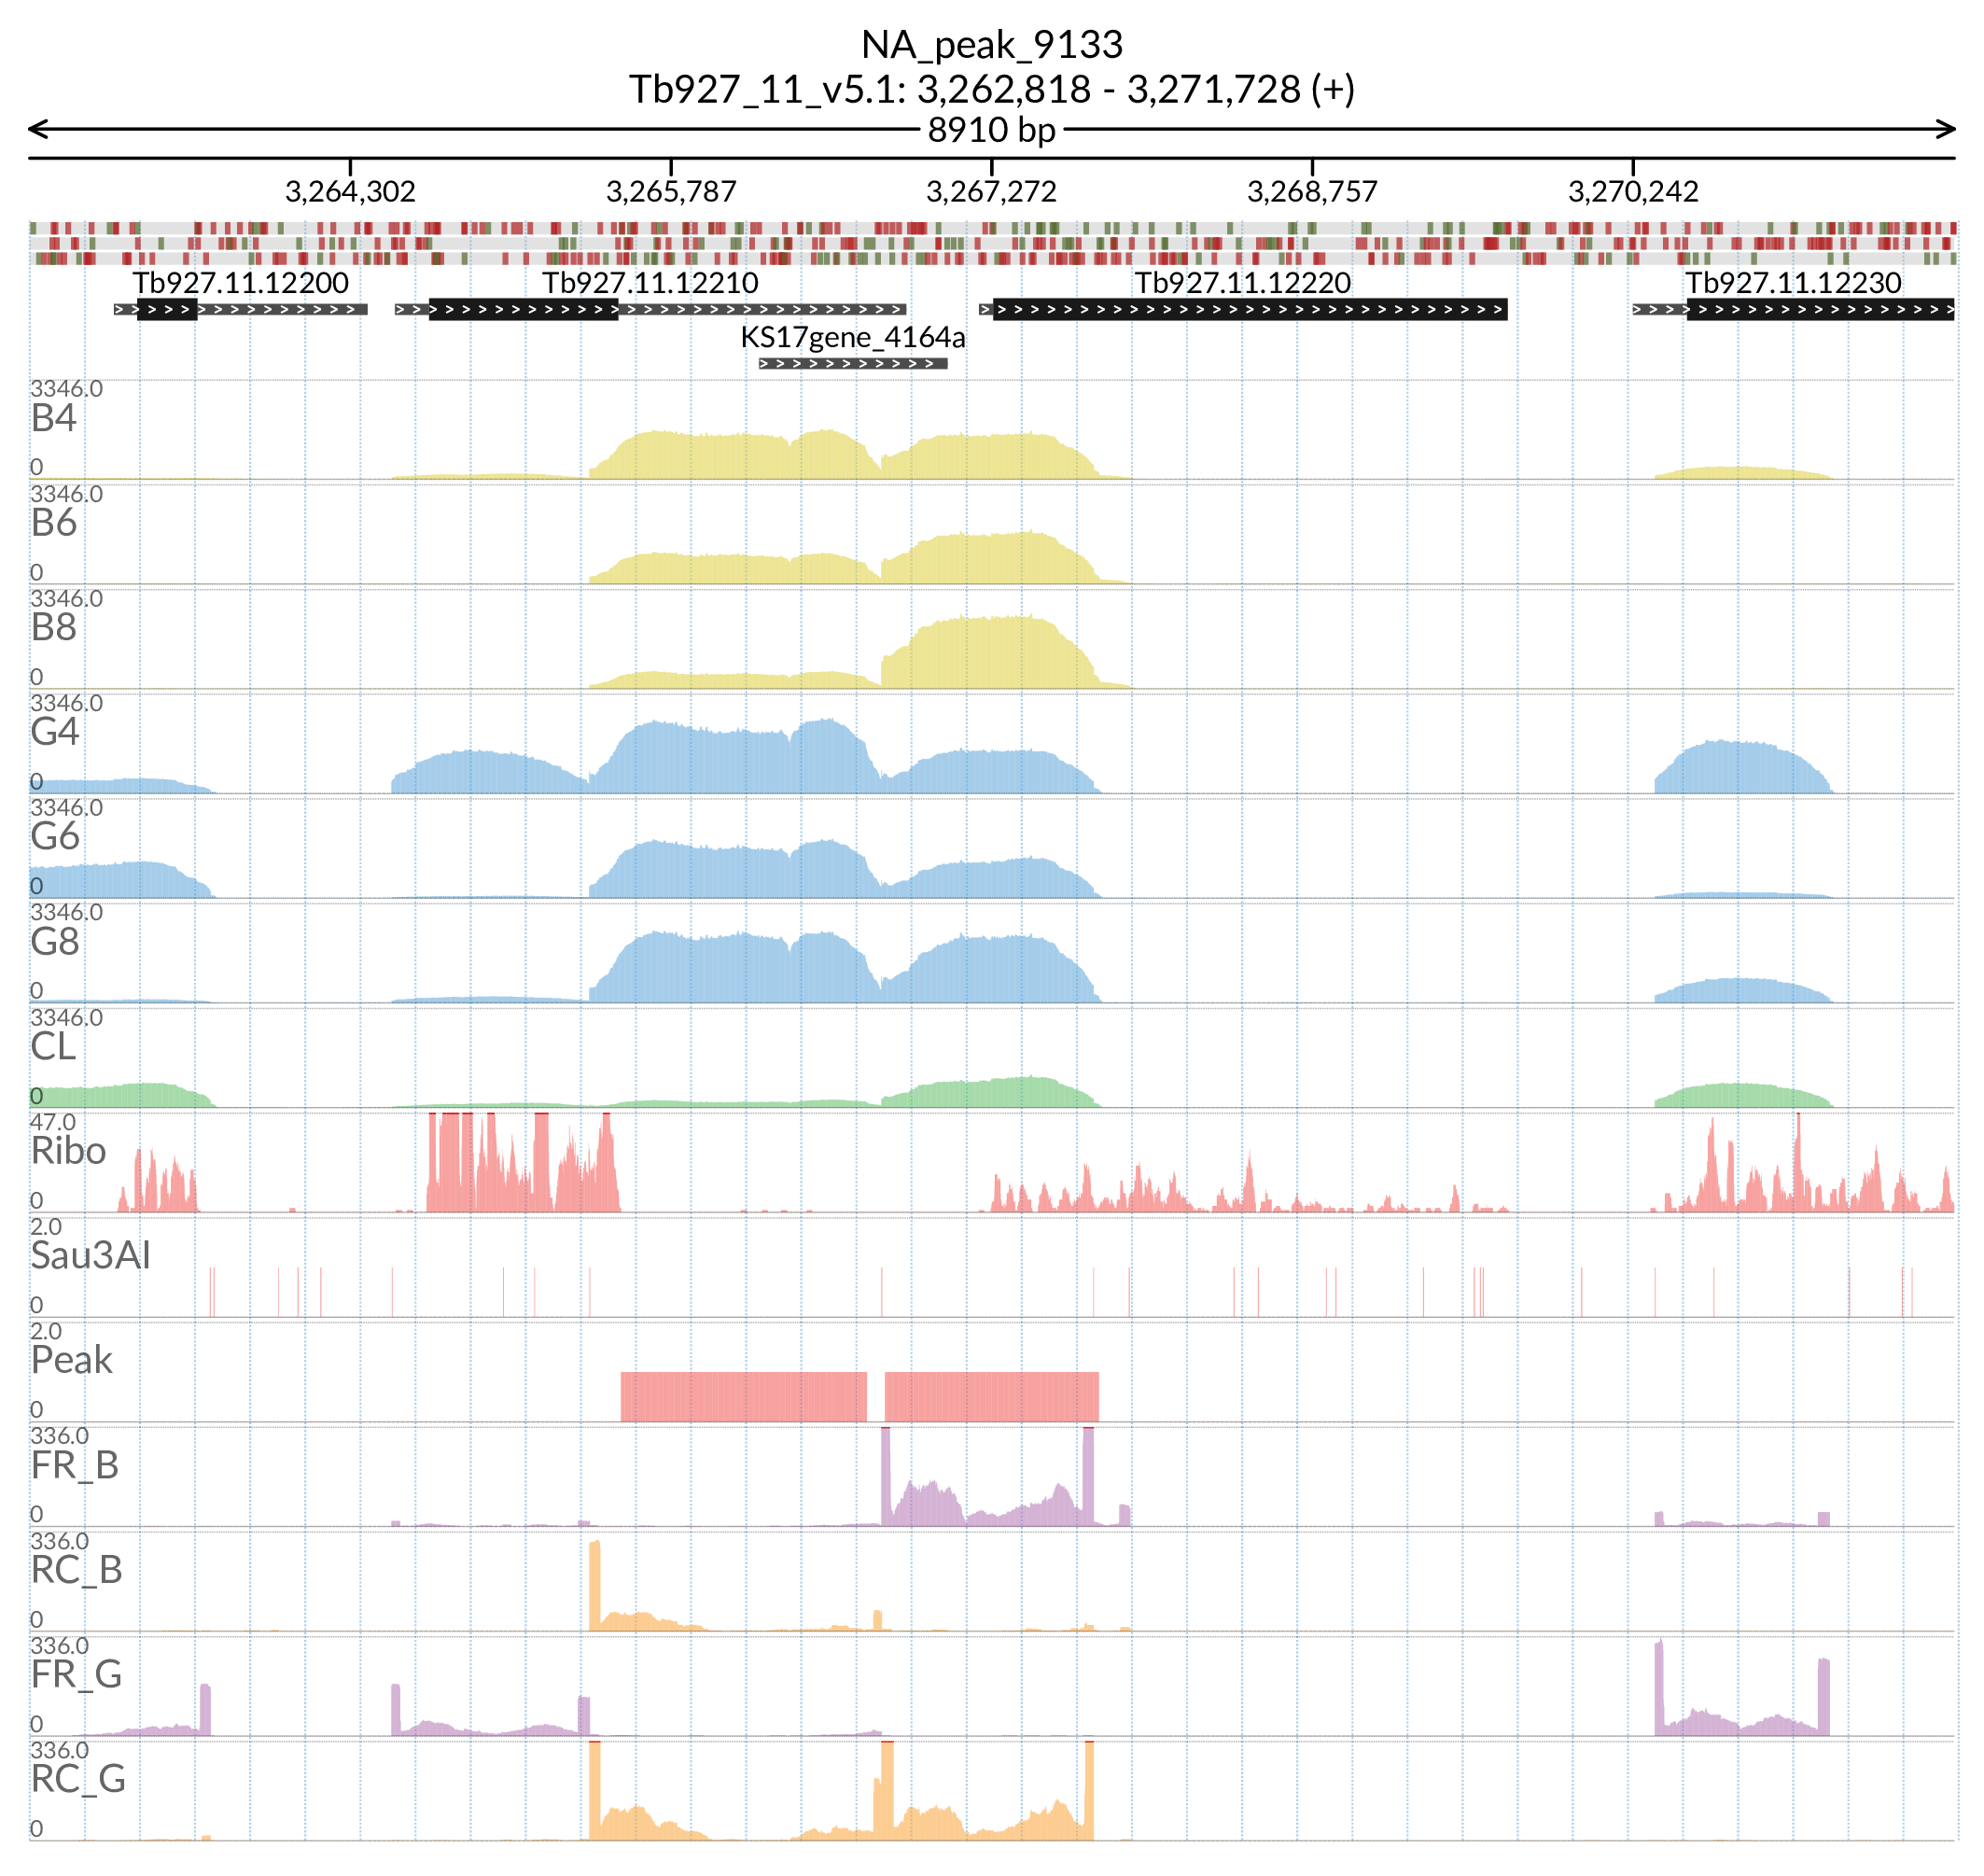 NA_peak_9133
Tb927_11_v5.1: 3,262,818 - 3,271,728 (+)
8910 bp
3,264,302 3,265,787 3,267,272 3,268,757 3,270,242
Tb927.11.12200 Tb927.11.12210 Tb927.11.12220 Tb927.11.12230
KS17gene_4164a
3346.0
B4
0
3346.0
B6
0
3346.0
B8
0
3346.0
G4
0
3346.0
G6
0
3346.0
G8
0
3346.0
CL
0
47.0
Ribo
0
2.0
Sau3AI
0
2.0
Peak
0
336.0
FR_B
0
336.0
RC_B
0
336.0
FR_G
0
336.0
RC_G
0